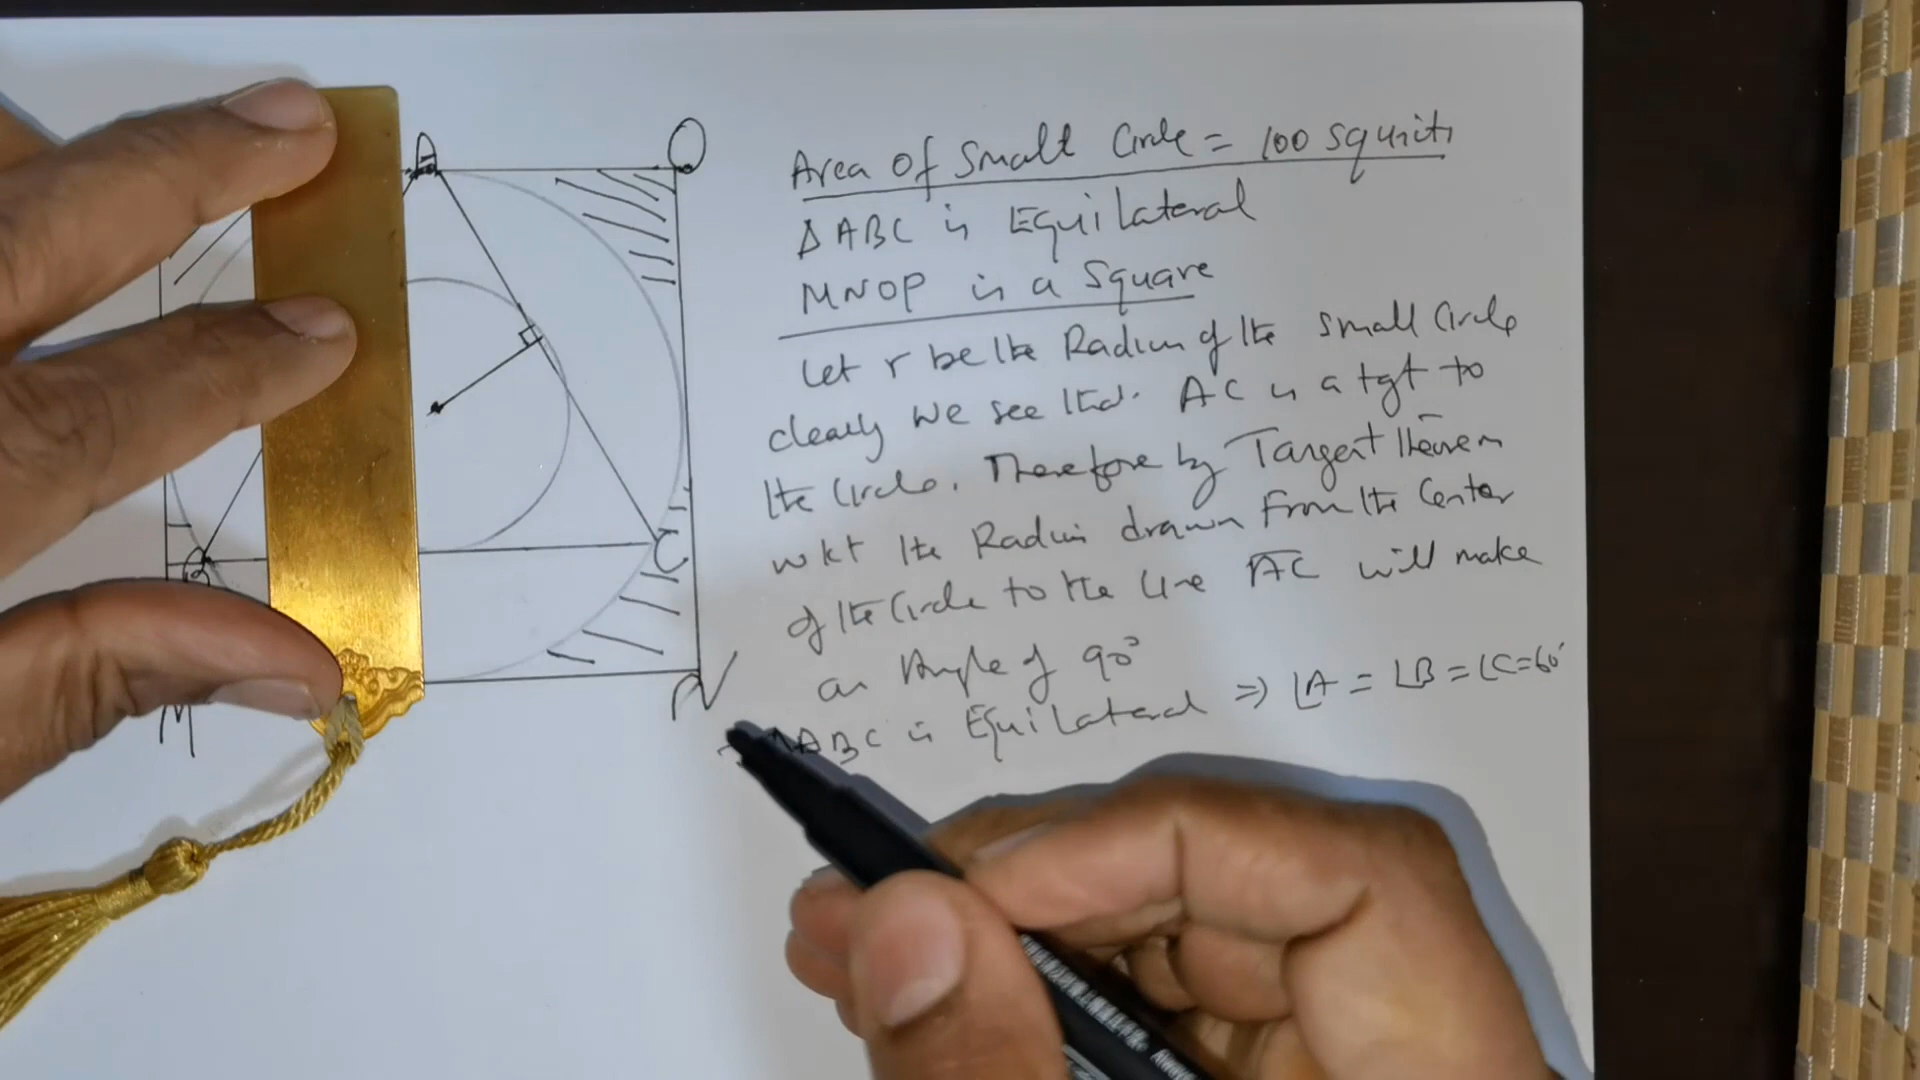 A
O
B
C
M
N
Area of Small Circle = 100 squnits
Δ ABC is Equilateral
MNOP is a Square
Let r be the Radius of the small Circle
clearly we see that. AC is a tgt to
the Circle. Therefore by Tangent theorem
wkt the Radius drawn From the Center
of the Circle to the Line AC will make
an Angle of 90°
ABC is Equilateral ⇒ ∠A = ∠B = ∠C = 60°